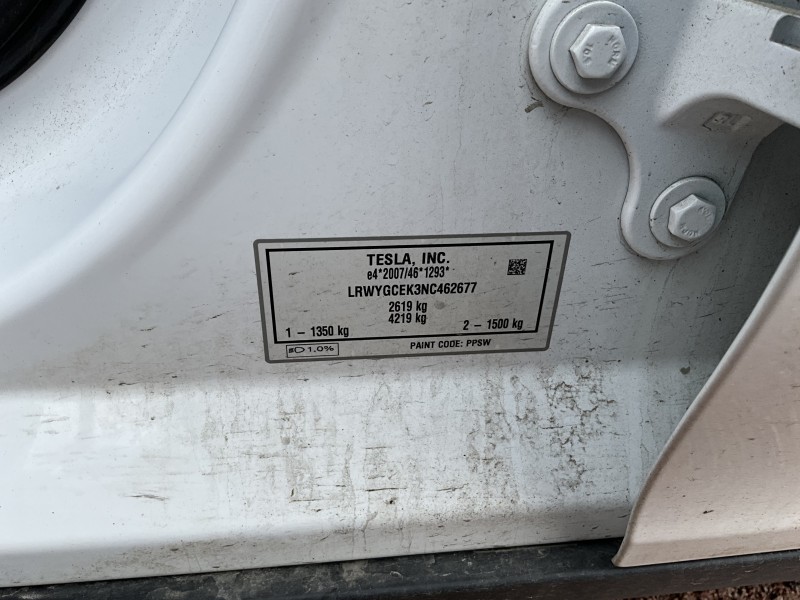 TESLA, INC.
e4*2007/46*1293*
LRWYGCEK3NC462677
2619 kg
4219 kg
1 - 1350 kg 2 - 1500 kg
1.0% PAINT CODE: PPSW